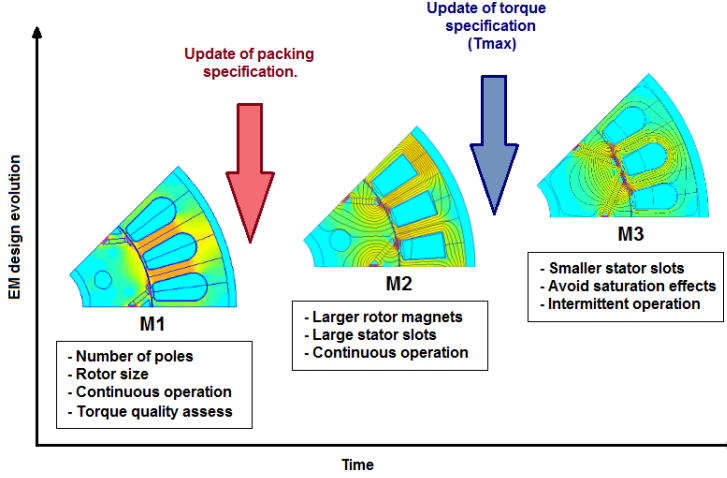 Update of packing
specification.
Update of torque
specification
(Tmax)
EM design evolution
M1
- Number of poles
- Rotor size
- Continuous operation
- Torque quality assess
M2
- Larger rotor magnets
- Large stator slots
- Continuous operation
M3
- Smaller stator slots
- Avoid saturation effects
- Intermittent operation
Time